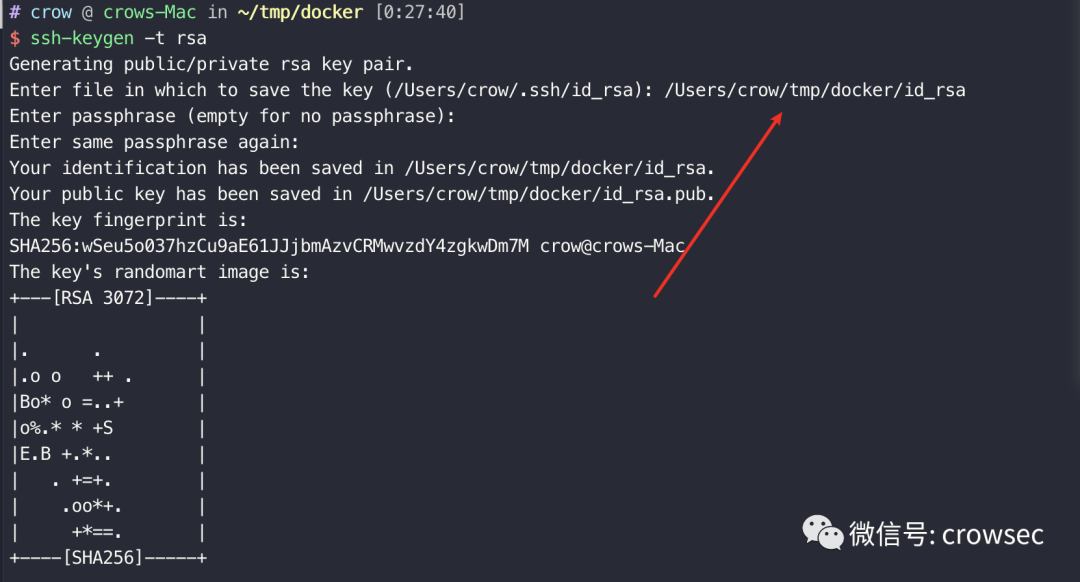 # crow @ crows-Mac in ~/tmp/docker [0:27:40]
$ ssh-keygen -t rsa
Generating public/private rsa key pair.
Enter file in which to save the key (/Users/crow/.ssh/id_rsa): /Users/crow/tmp/docker/id_rsa
Enter passphrase (empty for no passphrase):
Enter same passphrase again:
Your identification has been saved in /Users/crow/tmp/docker/id_rsa.
Your public key has been saved in /Users/crow/tmp/docker/id_rsa.pub.
The key fingerprint is:
SHA256:wSeu5o037hzCu9aE61JJjbmAzvCRMwvzdY4zgkwDm7M crow@crows-Mac
The key's randomart image is:
+---[RSA 3072]----+
|                 |
|.      .         |
|.o o   ++ .      |
|Bo* o =..+       |
|o%.* * +S        |
|E.B +.*..        |
|   . +=+.        |
|    .oo*+.       |
|     +*==.       |
+----[SHA256]-----+
微信号: crowsec